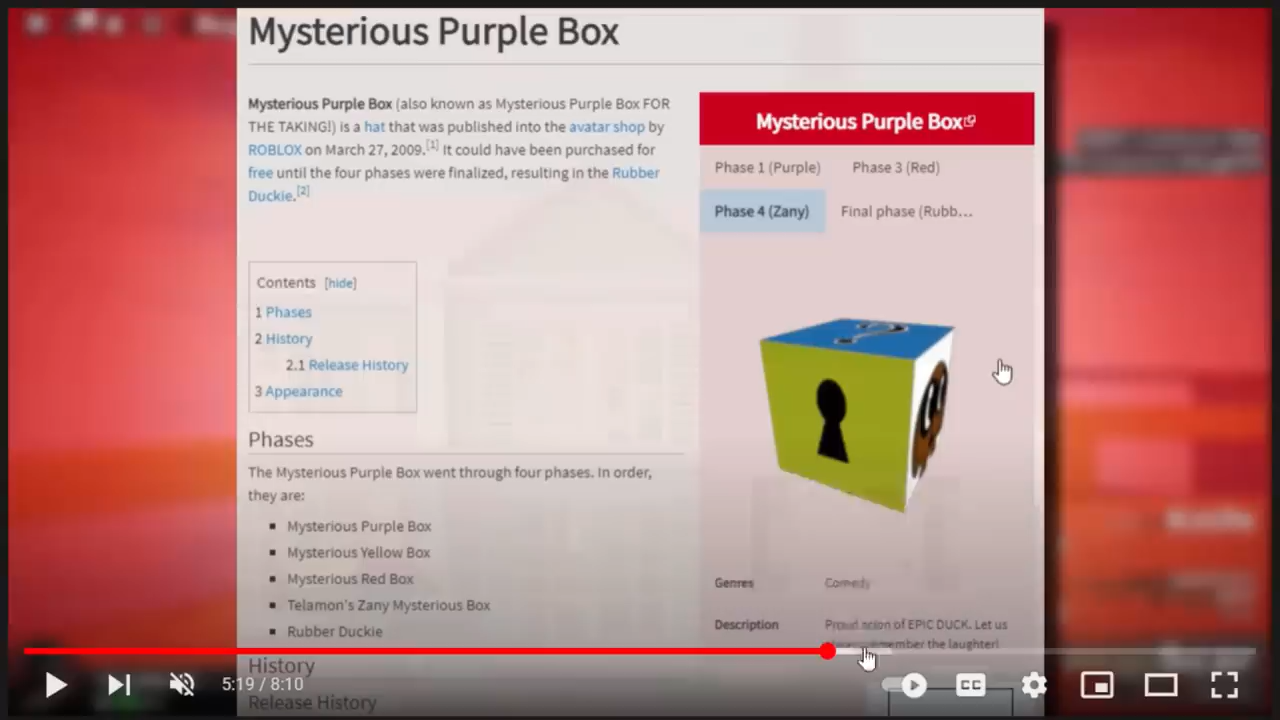 Mysterious Purple Box
Mysterious Purple Box (also known as Mysterious Purple Box FOR
THE TAKING!) is a hat that was published into the avatar shop by
ROBLOX on March 27, 2009.[1] It could have been purchased for
free until the four phases were finalized, resulting in the Rubber
Duckie.[2]
Contents [hide]
1 Phases
2 History
2.1 Release History
3 Appearance
Phases
The Mysterious Purple Box went through four phases. In order,
they are:
Mysterious Purple Box
Mysterious Yellow Box
Mysterious Red Box
Telamon's Zany Mysterious Box
Rubber Duckie
History
Release History
Mysterious Purple Box
Phase 1 (Purple) Phase 3 (Red)
Phase 4 (Zany) Final phase (Rubb...
?
Genres Comedy
Description Proud scion of EPIC DUCK. Let us
remember the laughter!
5:19 / 8:10
CC